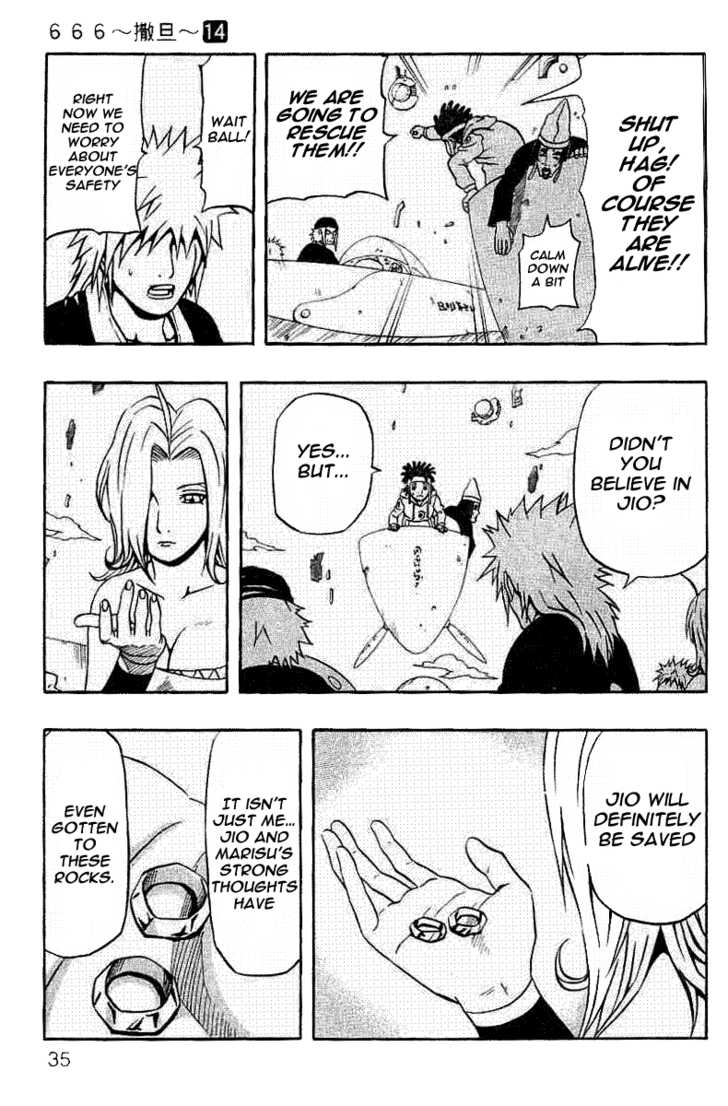 666~撒旦~14
SHUT
UP,
HAG!
OF
COURSE
THEY
ARE
ALIVE!!
WE ARE
GOING TO
RESCUE
THEM!!
CALM
DOWN
A BIT
WAIT
BALL!
RIGHT
NOW WE
NEED TO
WORRY
ABOUT
EVERYONE'S
SAFETY
DIDN'T
YOU
BELIEVE IN
JIO?
YES...
BUT...
JIO WILL
DEFINITELY
BE SAVED
IT ISN'T
JUST ME...
JIO AND
MARISU'S
STRONG
THOUGHTS
HAVE
EVEN
GOTTEN
TO
THESE
ROCKS.
35